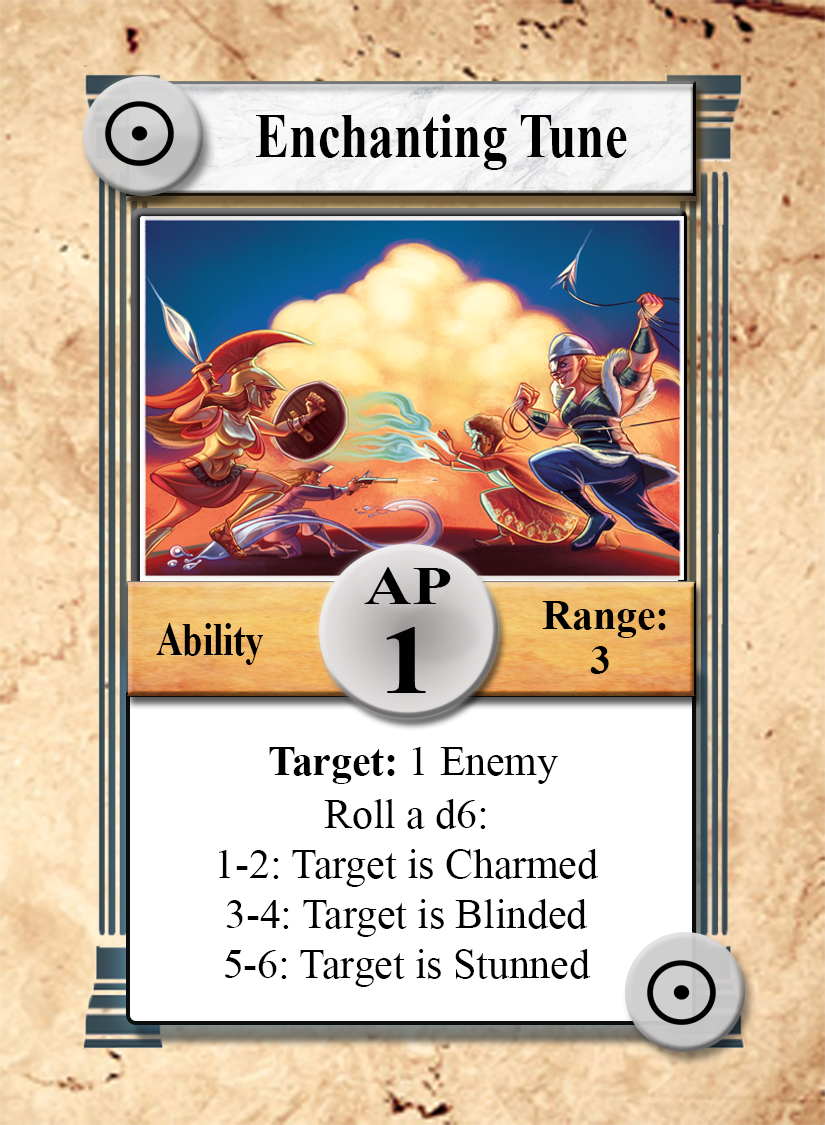 Enchanting Tune
AP
1
Ability
Range:
3
Target: 1 Enemy
Roll a d6:
1-2: Target is Charmed
3-4: Target is Blinded
5-6: Target is Stunned